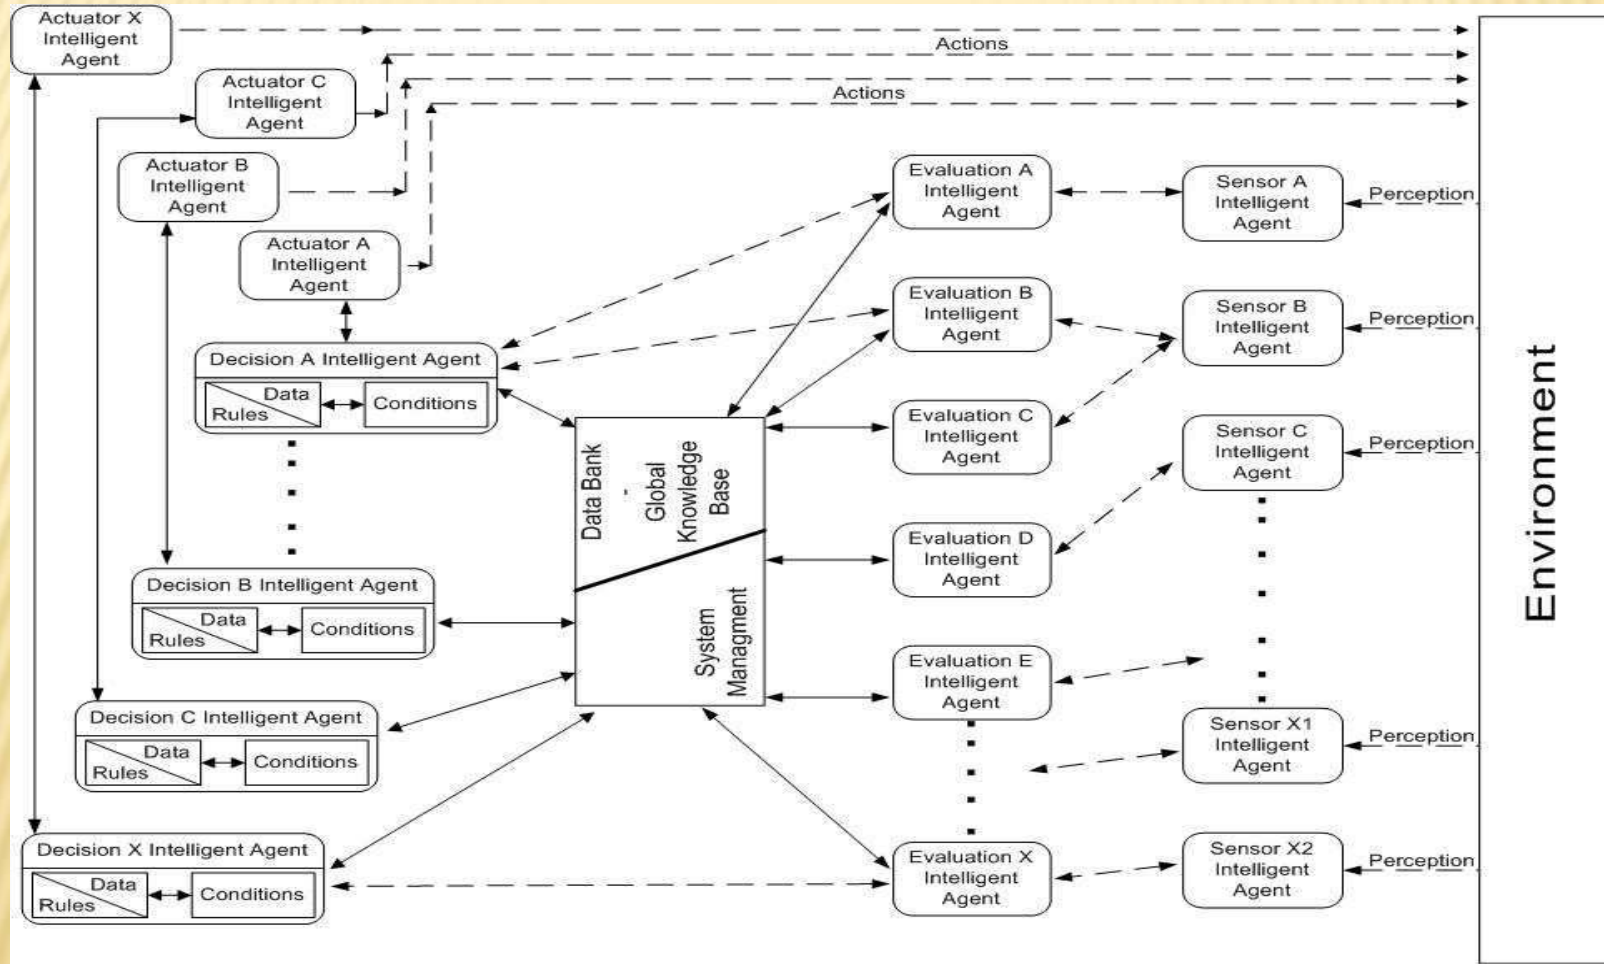 Actuator X
Intelligent
Agent
Actions
Actuator C
Intelligent
Agent
Actions
Actuator B
Intelligent
Agent
Actuator A
Intelligent
Agent
Decision A Intelligent Agent
Data
Rules
Conditions
Decision B Intelligent Agent
Data
Rules
Conditions
Decision C Intelligent Agent
Data
Rules
Conditions
Decision X Intelligent Agent
Data
Rules
Conditions
Data Bank
-
Global
Knowledge
Base
System
Managment
Evaluation A
Intelligent
Agent
Evaluation B
Intelligent
Agent
Evaluation C
Intelligent
Agent
Evaluation D
Intelligent
Agent
Evaluation E
Intelligent
Agent
Evaluation X
Intelligent
Agent
Sensor A
Intelligent
Agent
Perception
Sensor B
Intelligent
Agent
Perception
Sensor C
Intelligent
Agent
Perception
Sensor X1
Intelligent
Agent
Perception
Sensor X2
Intelligent
Agent
Perception
Environment